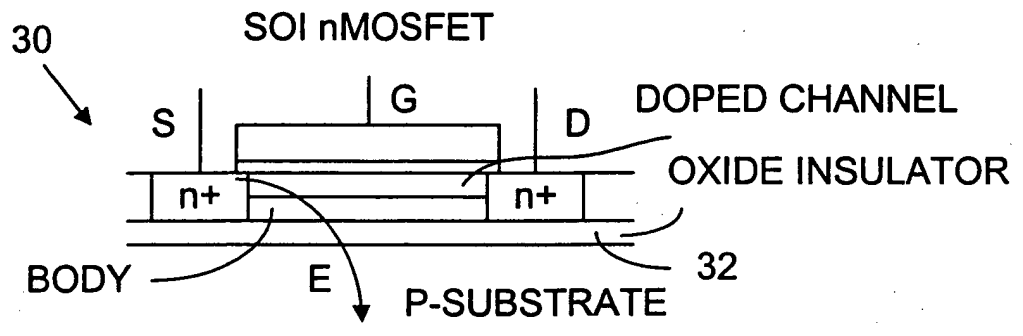 SOI nMOSFET
30
S
G
D
DOPED CHANNEL
OXIDE INSULATOR
n+
n+
32
BODY
E
P-SUBSTRATE